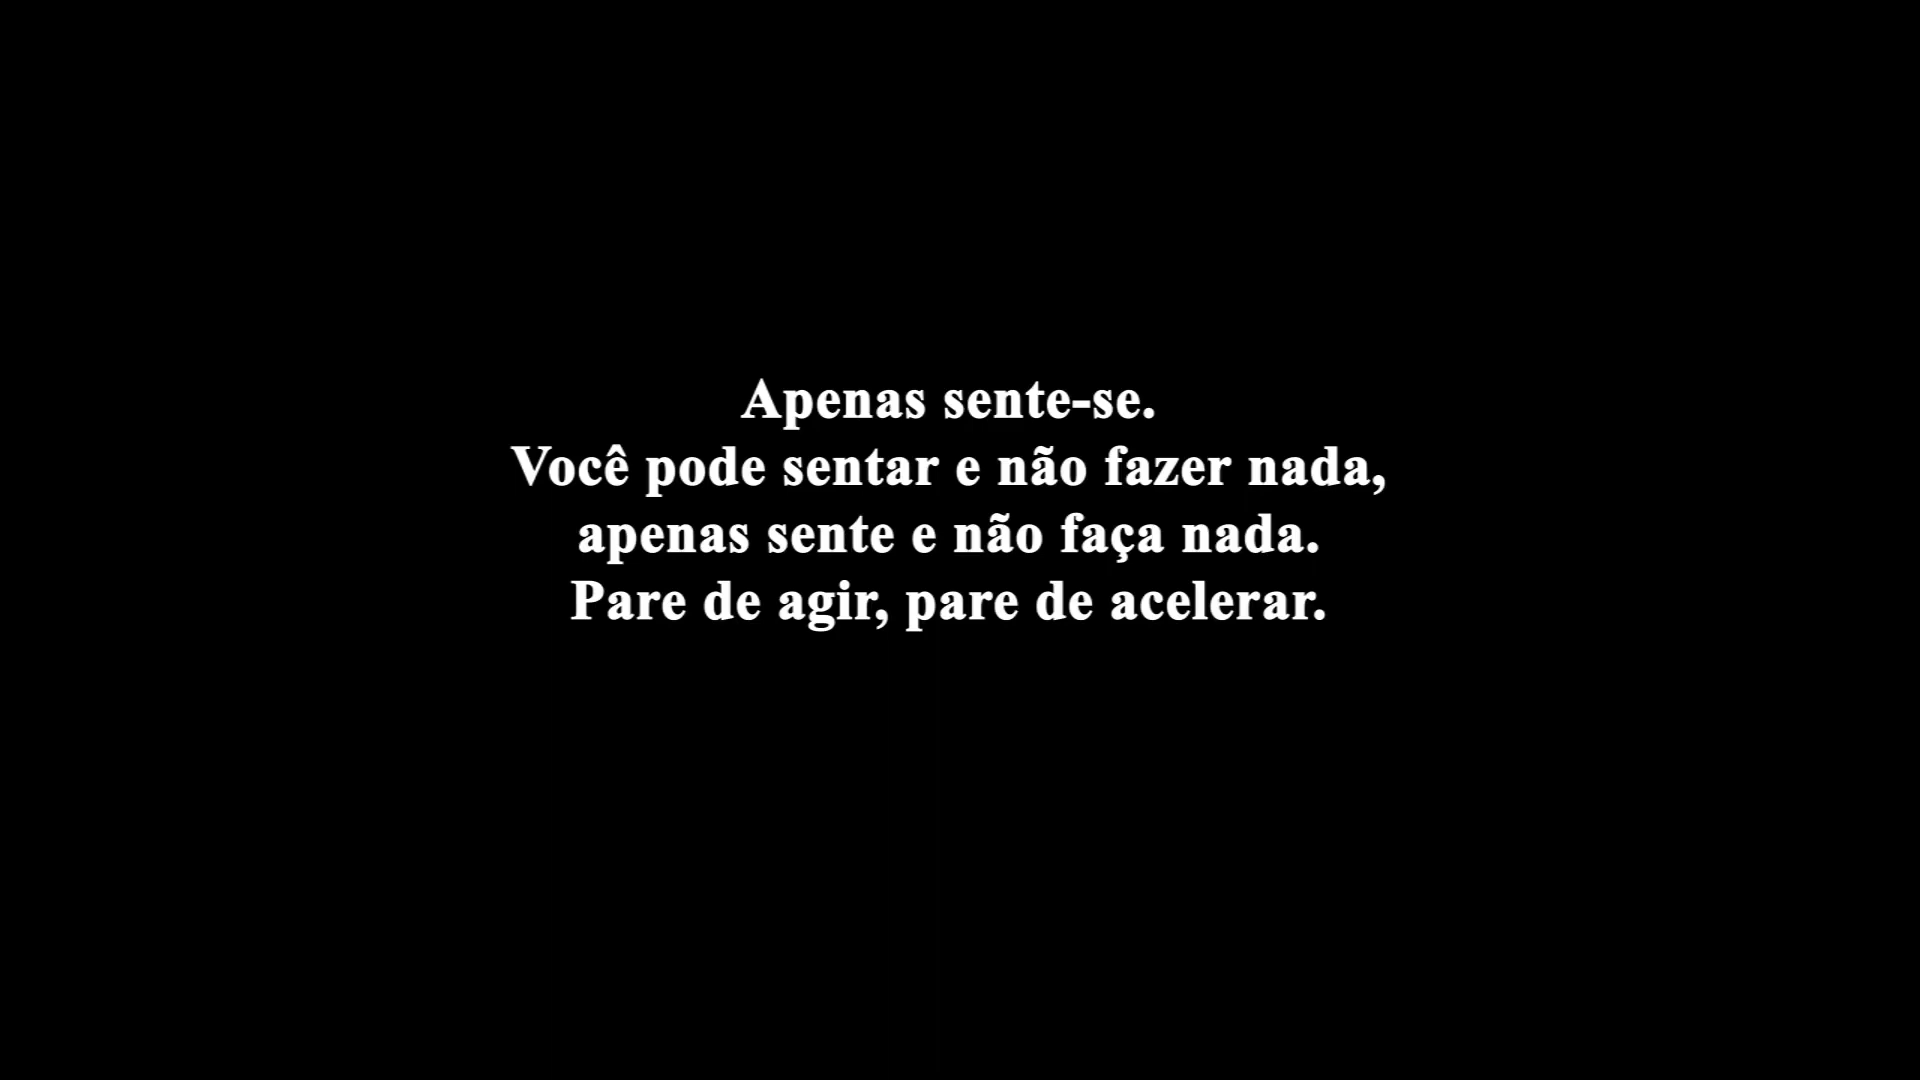 Apenas sente-se.
Você pode sentar e não fazer nada,
apenas sente e não faça nada.
Pare de agir, pare de acelerar.